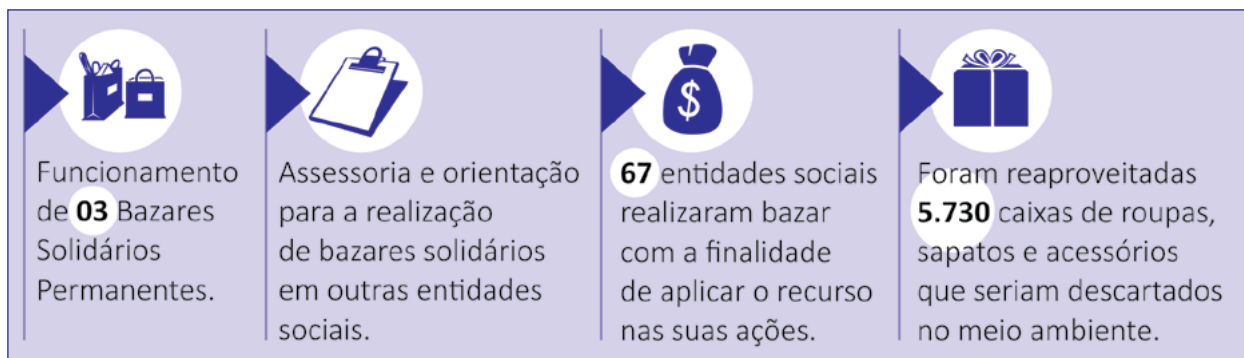 Funcionamento
de 03 Bazares
Solidários
Permanentes.
Assessoria e orientação
para a realização
de bazares solidários
em outras entidades
sociais.
$
67 entidades sociais
realizaram bazar
com a finalidade
de aplicar o recurso
nas suas ações.
Foram reaproveitadas
5.730 caixas de roupas,
sapatos e acessórios
que seriam descartados
no meio ambiente.